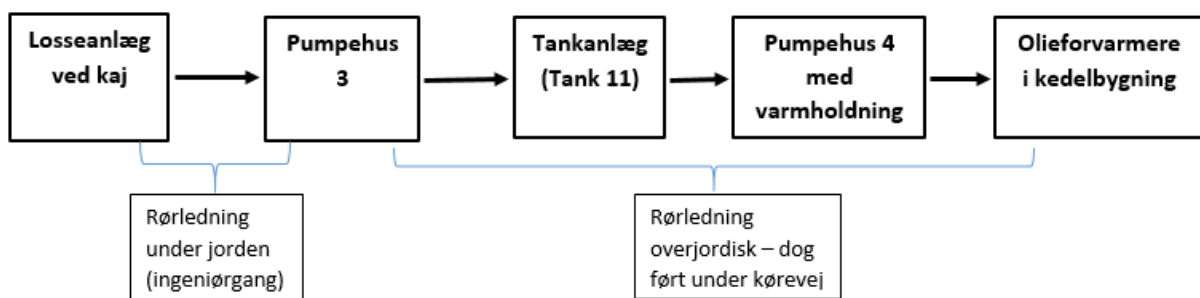 Losseanlæg
ved kaj
Pumpehus
3
Tankanlæg
(Tank 11)
Pumpehus 4
med
varmholdning
Olieforvarmere
i kedelbygning
Rørledning
under jorden
(ingeniørgang)
Rørledning
overjordisk – dog
ført under kørevej